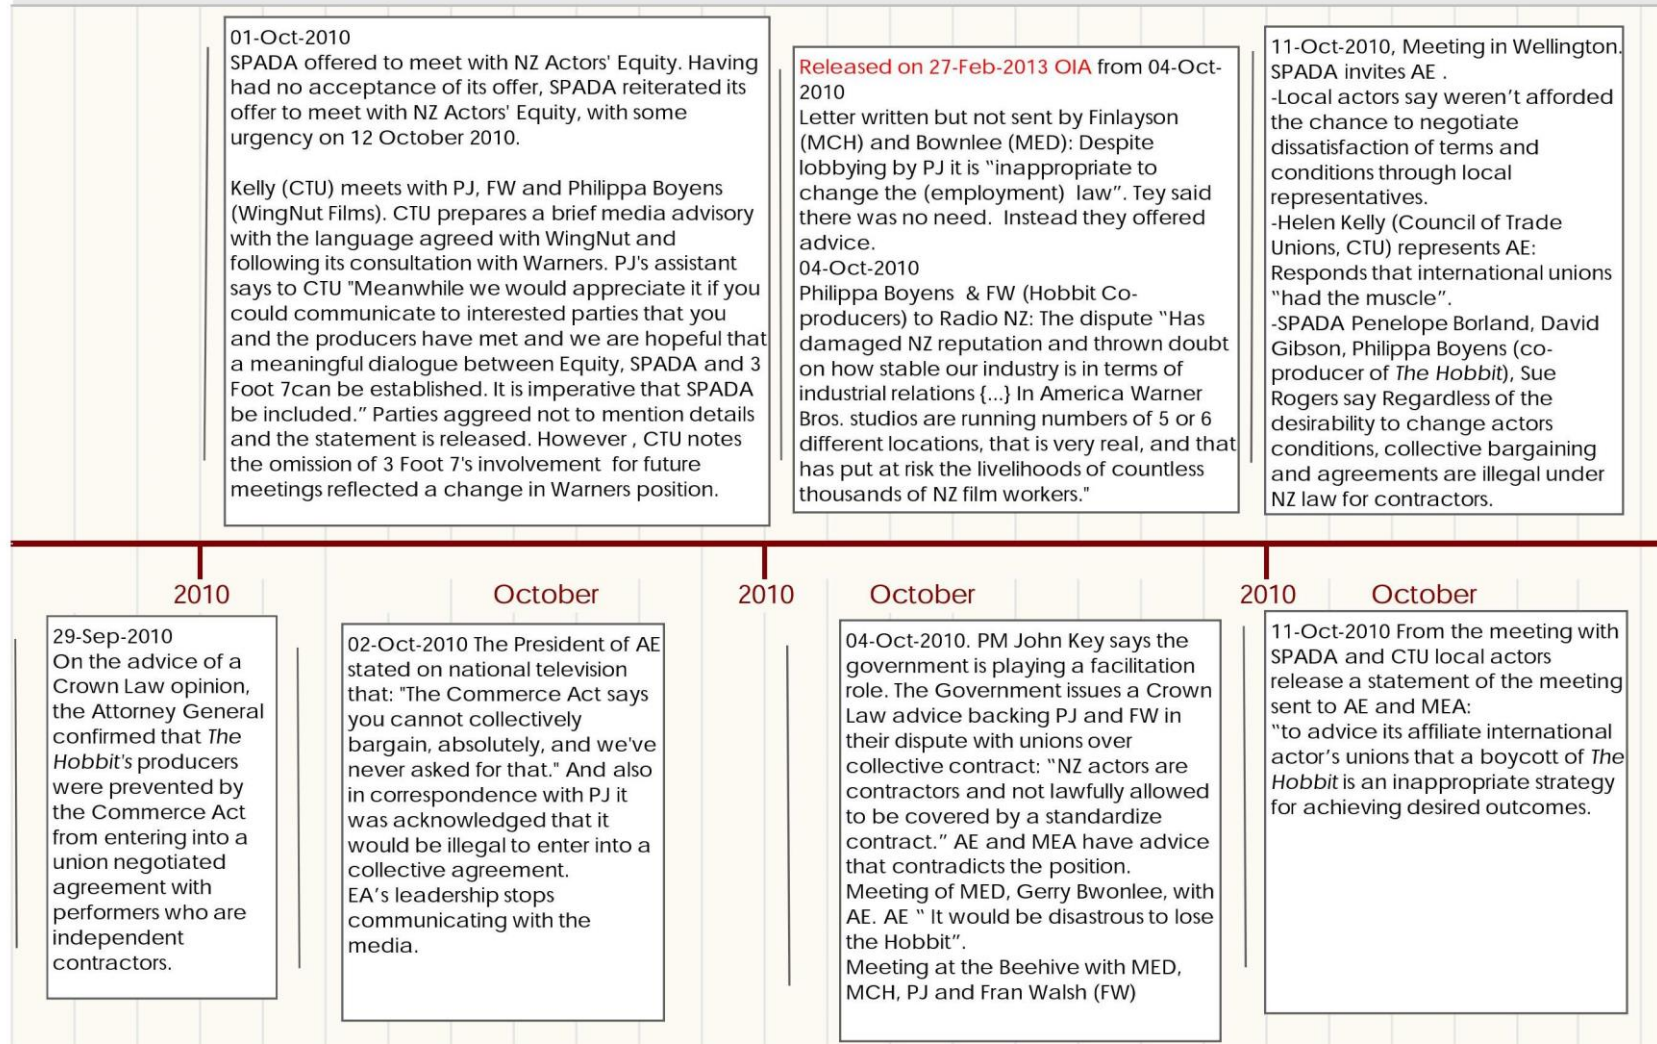 01-Oct-2010
SPADA offered to meet with NZ Actors' Equity. Having
had no acceptance of its offer, SPADA reiterated its
offer to meet with NZ Actors' Equity, with some
urgency on 12 October 2010.
Kelly (CTU) meets with PJ, FW and Philippa Boyens
(WingNut Films). CTU prepares a brief media advisory
with the language agreed with WingNut and
following its consultation with Warners. PJ's assistant
says to CTU "Meanwhile we would appreciate it if you
could communicate to interested parties that you
and the producers have met and we are hopeful that
a meaningful dialogue between Equity, SPADA and 3
Foot 7can be established. It is imperative that SPADA
be included.” Parties aggreed not to mention details
and the statement is released. However , CTU notes
the omission of 3 Foot 7's involvement for future
meetings reflected a change in Warners position.
Released on 27-Feb-2013 OIA from 04-Oct-
2010
Letter written but not sent by Finlayson
(MCH) and Bownlee (MED): Despite
lobbying by PJ it is “inappropriate to
change the (employment) law”. Tey said
there was no need. Instead they offered
advice.
04-Oct-2010
Philippa Boyens & FW (Hobbit Co-
producers) to Radio NZ: The dispute “Has
damaged NZ reputation and thrown doubt
on how stable our industry is in terms of
industrial relations {...} In America Warner
Bros. studios are running numbers of 5 or 6
different locations, that is very real, and that
has put at risk the livelihoods of countless
thousands of NZ film workers."
11-Oct-2010, Meeting in Wellington.
SPADA invites AE .
-Local actors say weren’t afforded
the chance to negotiate
dissatisfaction of terms and
conditions through local
representatives.
-Helen Kelly (Council of Trade
Unions, CTU) represents AE:
Responds that international unions
“had the muscle”.
-SPADA Penelope Borland, David
Gibson, Philippa Boyens (co-
producer of The Hobbit), Sue
Rogers say Regardless of the
desirability to change actors
conditions, collective bargaining
and agreements are illegal under
NZ law for contractors.
2010 October 2010 October 2010 October
29-Sep-2010
On the advice of a
Crown Law opinion,
the Attorney General
confirmed that The
Hobbit's producers
were prevented by
the Commerce Act
from entering into a
union negotiated
agreement with
performers who are
independent
contractors.
02-Oct-2010 The President of AE
stated on national television
that: "The Commerce Act says
you cannot collectively
bargain, absolutely, and we've
never asked for that." And also
in correspondence with PJ it
was acknowledged that it
would be illegal to enter into a
collective agreement.
EA’s leadership stops
communicating with the
media.
04-Oct-2010. PM John Key says the
government is playing a facilitation
role. The Government issues a Crown
Law advice backing PJ and FW in
their dispute with unions over
collective contract: “NZ actors are
contractors and not lawfully allowed
to be covered by a standardize
contract.” AE and MEA have advice
that contradicts the position.
Meeting of MED, Gerry Bwonlee, with
AE. AE “ It would be disastrous to lose
the Hobbit”.
Meeting at the Beehive with MED,
MCH, PJ and Fran Walsh (FW)
11-Oct-2010 From the meeting with
SPADA and CTU local actors
release a statement of the meeting
sent to AE and MEA:
“to advice its affiliate international
actor’s unions that a boycott of The
Hobbit is an inappropriate strategy
for achieving desired outcomes.